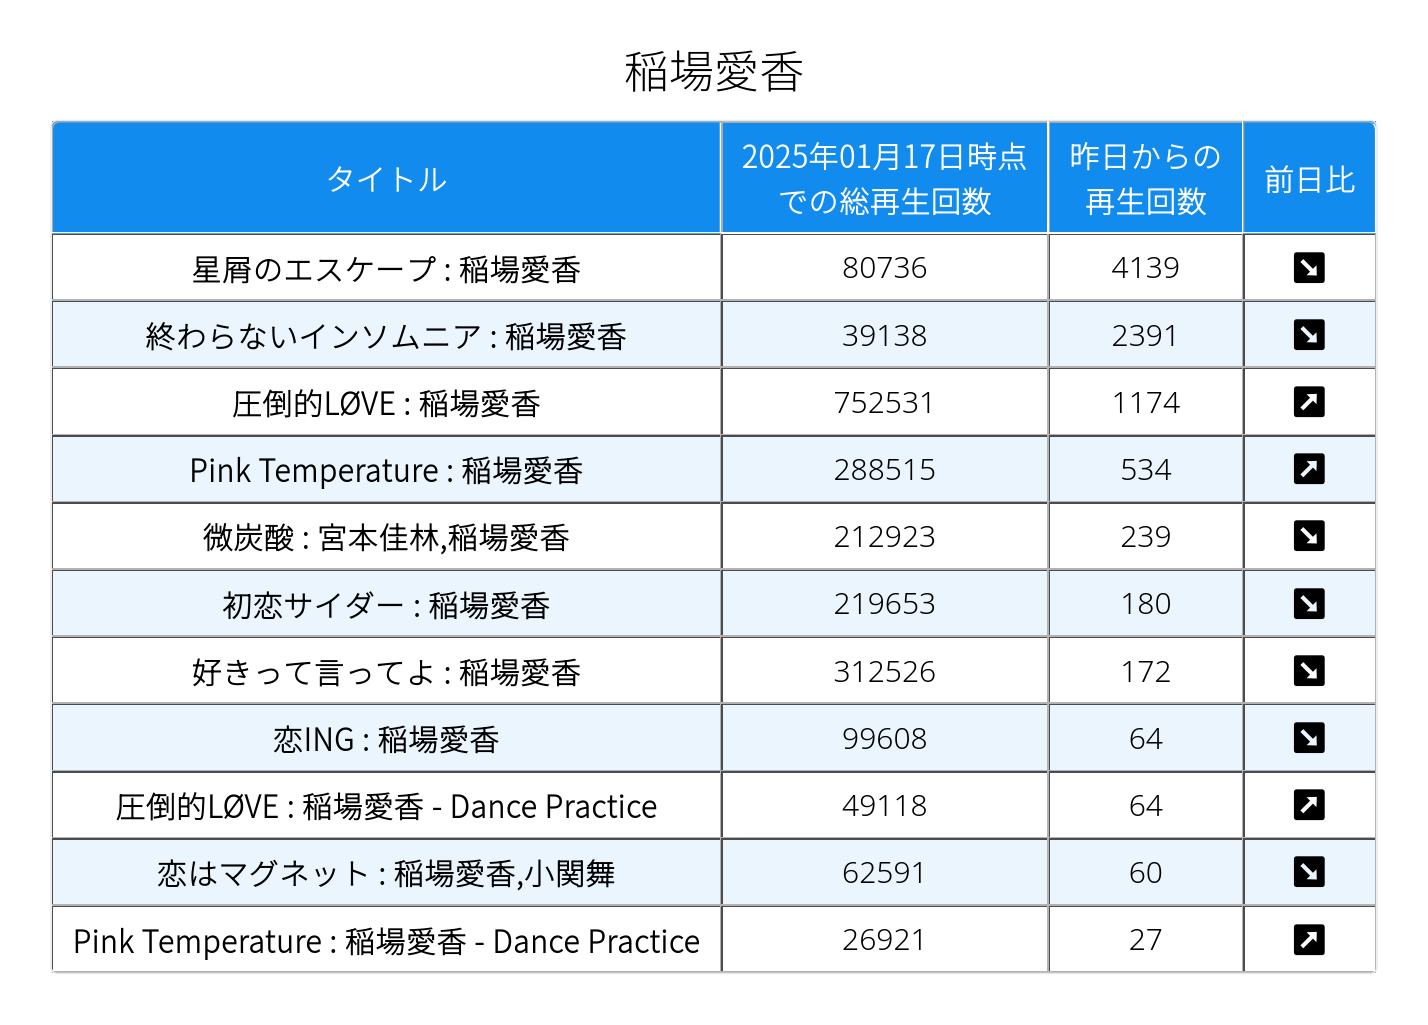 稲場愛香
タイトル
2025年01月17日時点
での総再生回数
昨日からの
再生回数
前日比
星屑のエスケープ : 稲場愛香 80736 4139 ↘
終わらないインソムニア : 稲場愛香 39138 2391 ↘
圧倒的LØVE : 稲場愛香 752531 1174 ↗
Pink Temperature : 稲場愛香 288515 534 ↗
微炭酸 : 宮本佳林,稲場愛香 212923 239 ↘
初恋サイダー : 稲場愛香 219653 180 ↘
好きって言ってよ : 稲場愛香 312526 172 ↘
恋ING : 稲場愛香 99608 64 ↘
圧倒的LØVE : 稲場愛香 - Dance Practice 49118 64 ↗
恋はマグネット : 稲場愛香,小関舞 62591 60 ↘
Pink Temperature : 稲場愛香 - Dance Practice 26921 27 ↗